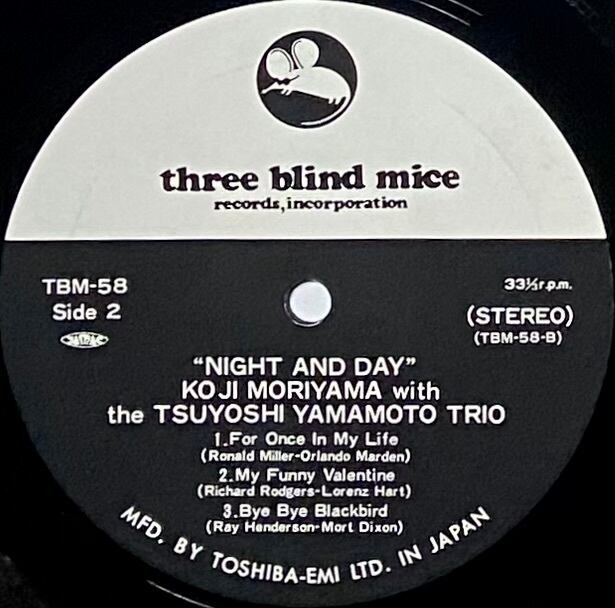 three blind mice
records, incorporation
TBM-58
Side 2
33⅓ r.p.m.
(STEREO)
(TBM-58-B)
"NIGHT AND DAY"
KOJI MORIYAMA with
the TSUYOSHI YAMAMOTO TRIO
1.For Once In My Life
(Ronald Miller-Orlando Marden)
2.My Funny Valentine
(Richard Rodgers-Lorenz Hart)
3.Bye Bye Blackbird
(Ray Henderson-Mort Dixon)
MFD. BY TOSHIBA-EMI LTD. IN JAPAN